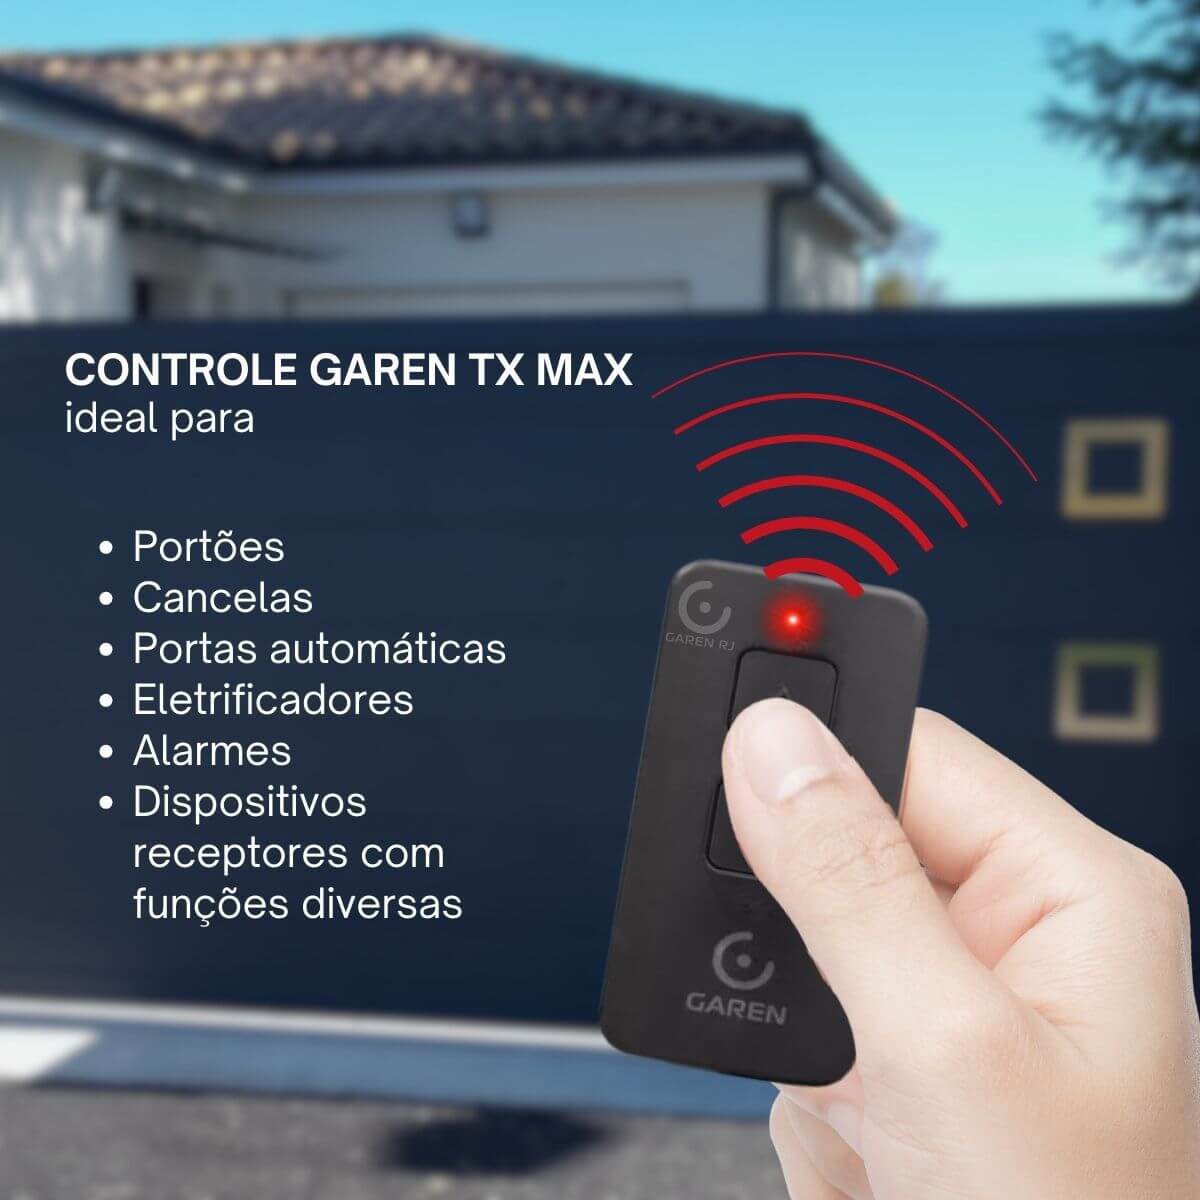 CONTROLE GAREN TX MAX
ideal para
• Portões
• Cancelas
• Portas automáticas
• Eletrificadores
• Alarmes
• Dispositivos
receptores com
funções diversas
GAREN RJ
GAREN